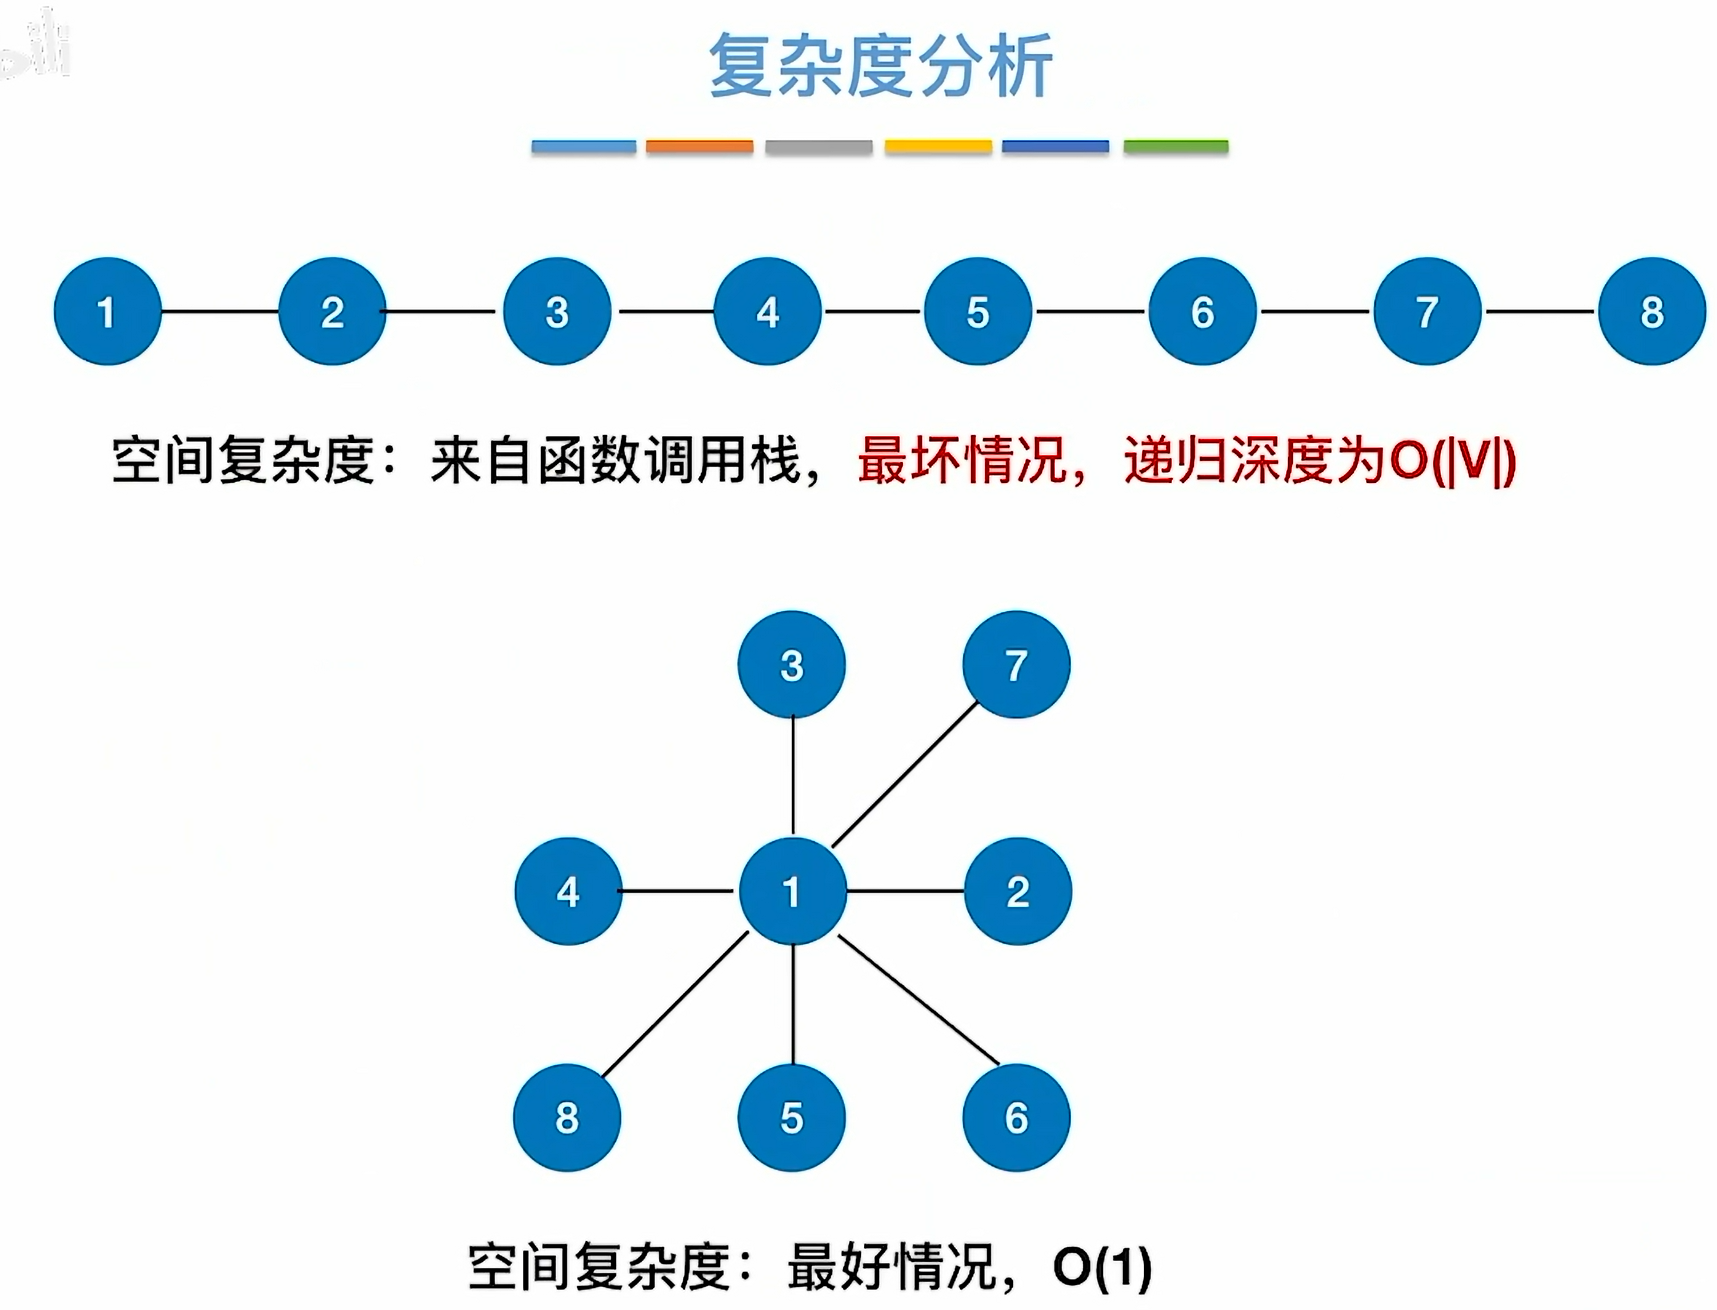 复杂度分析
1 2 3 4 5 6 7 8
空间复杂度：来自函数调用栈，最坏情况，递归深度为O(|V|)
3 7
4 1 2
8 5 6
空间复杂度：最好情况，O(1)